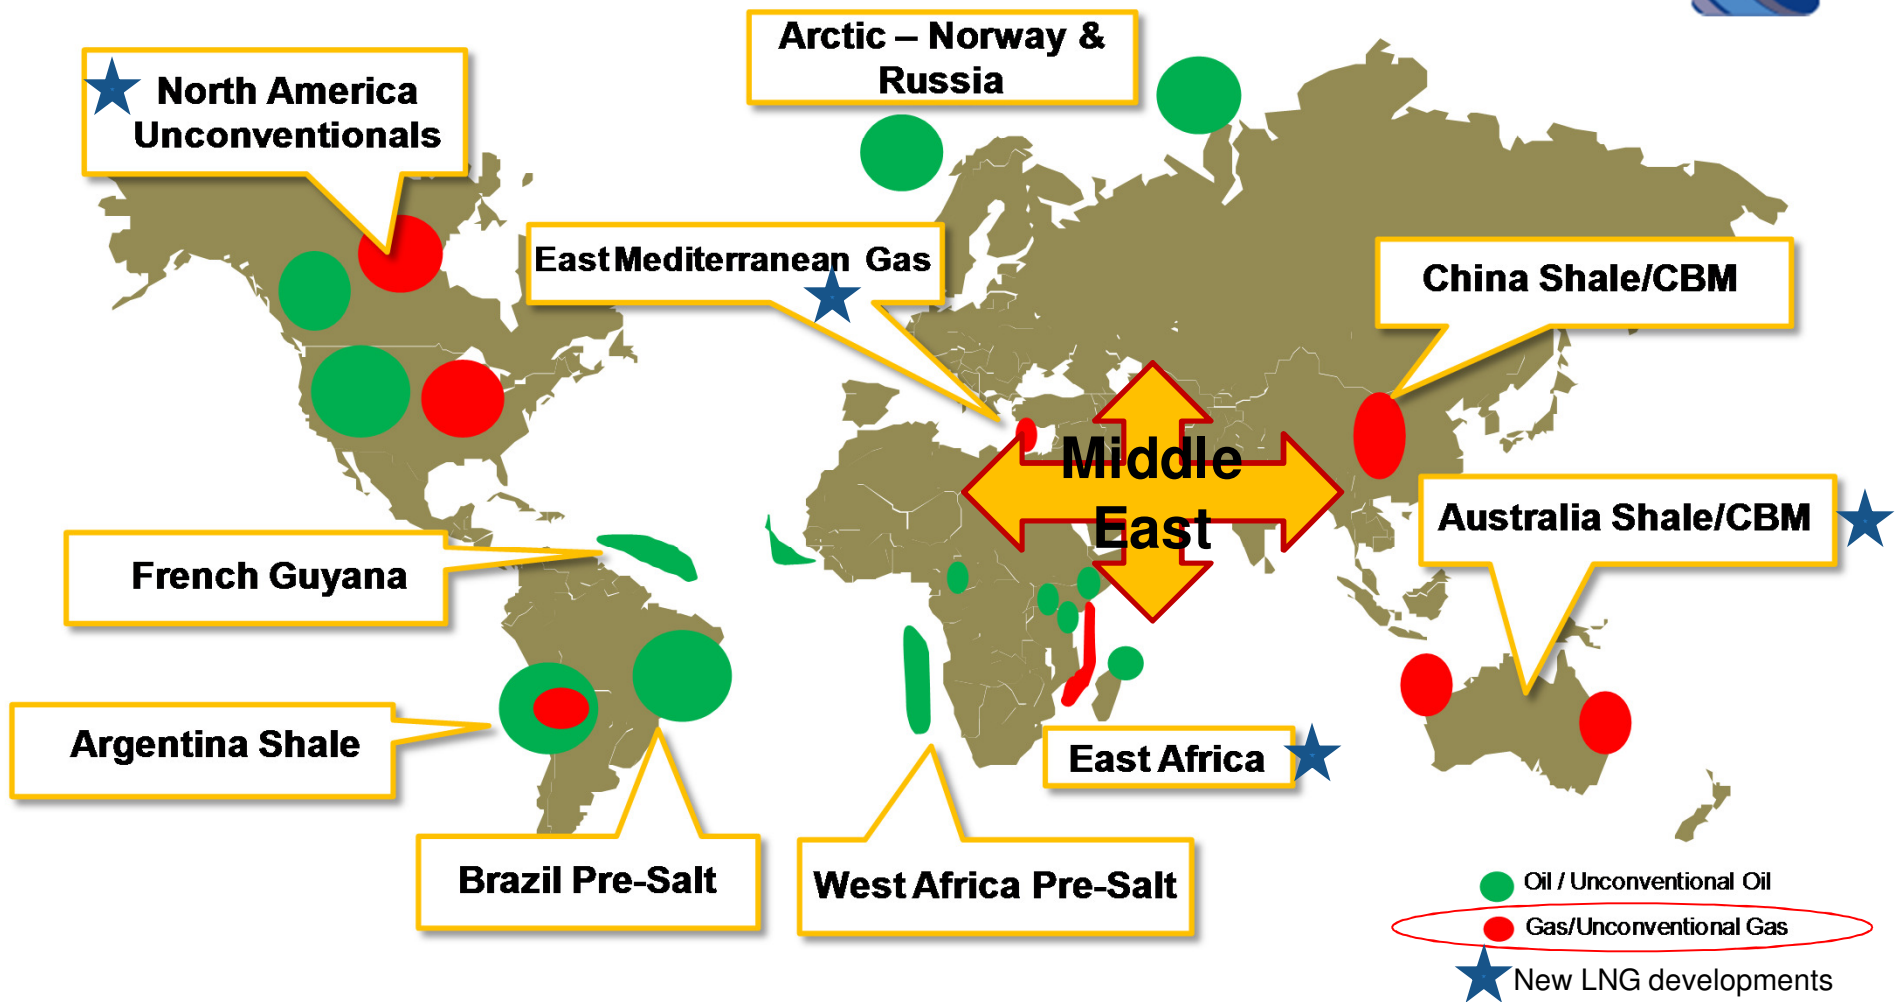 Arctic – Norway &
Russia
North America
Unconventionals
East Mediterranean Gas
China Shale/CBM
Middle
East
Australia Shale/CBM
French Guyana
Argentina Shale
East Africa
Brazil Pre-Salt
West Africa Pre-Salt
Oil / Unconventional Oil
Gas/Unconventional Gas
New LNG developments